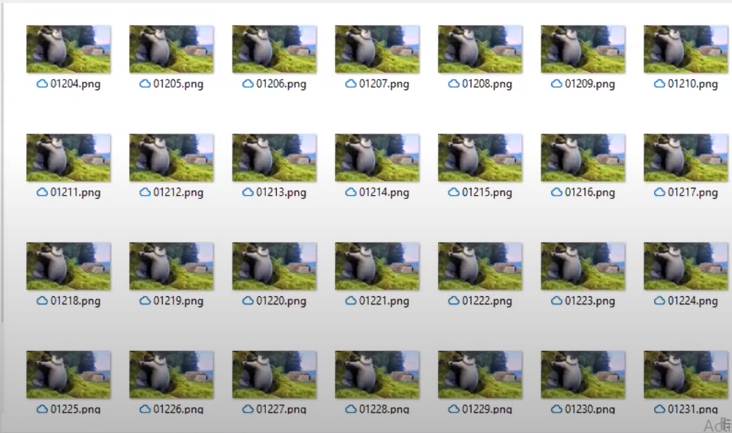 01204.png 01205.png 01206.png 01207.png 01208.png 01209.png 01210.png
01211.png 01212.png 01213.png 01214.png 01215.png 01216.png 01217.png
01218.png 01219.png 01220.png 01221.png 01222.png 01223.png 01224.png
01225.png 01226.png 01227.png 01228.png 01229.png 01230.png 01231.png